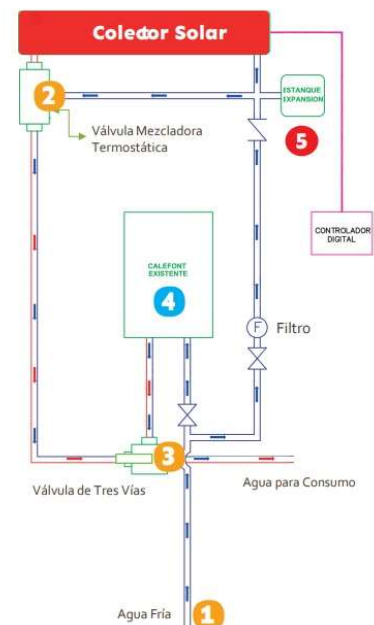 Colector Solar
2
ESTANQUE
EXPANSION
Válvula Mezcladora
Termostática
5
CONTROLADOR
DIGITAL
CALEFONT
EXISTENTE
4
F
Filtro
3
Válvula de Tres Vías
Agua para Consumo
Agua Fría
1